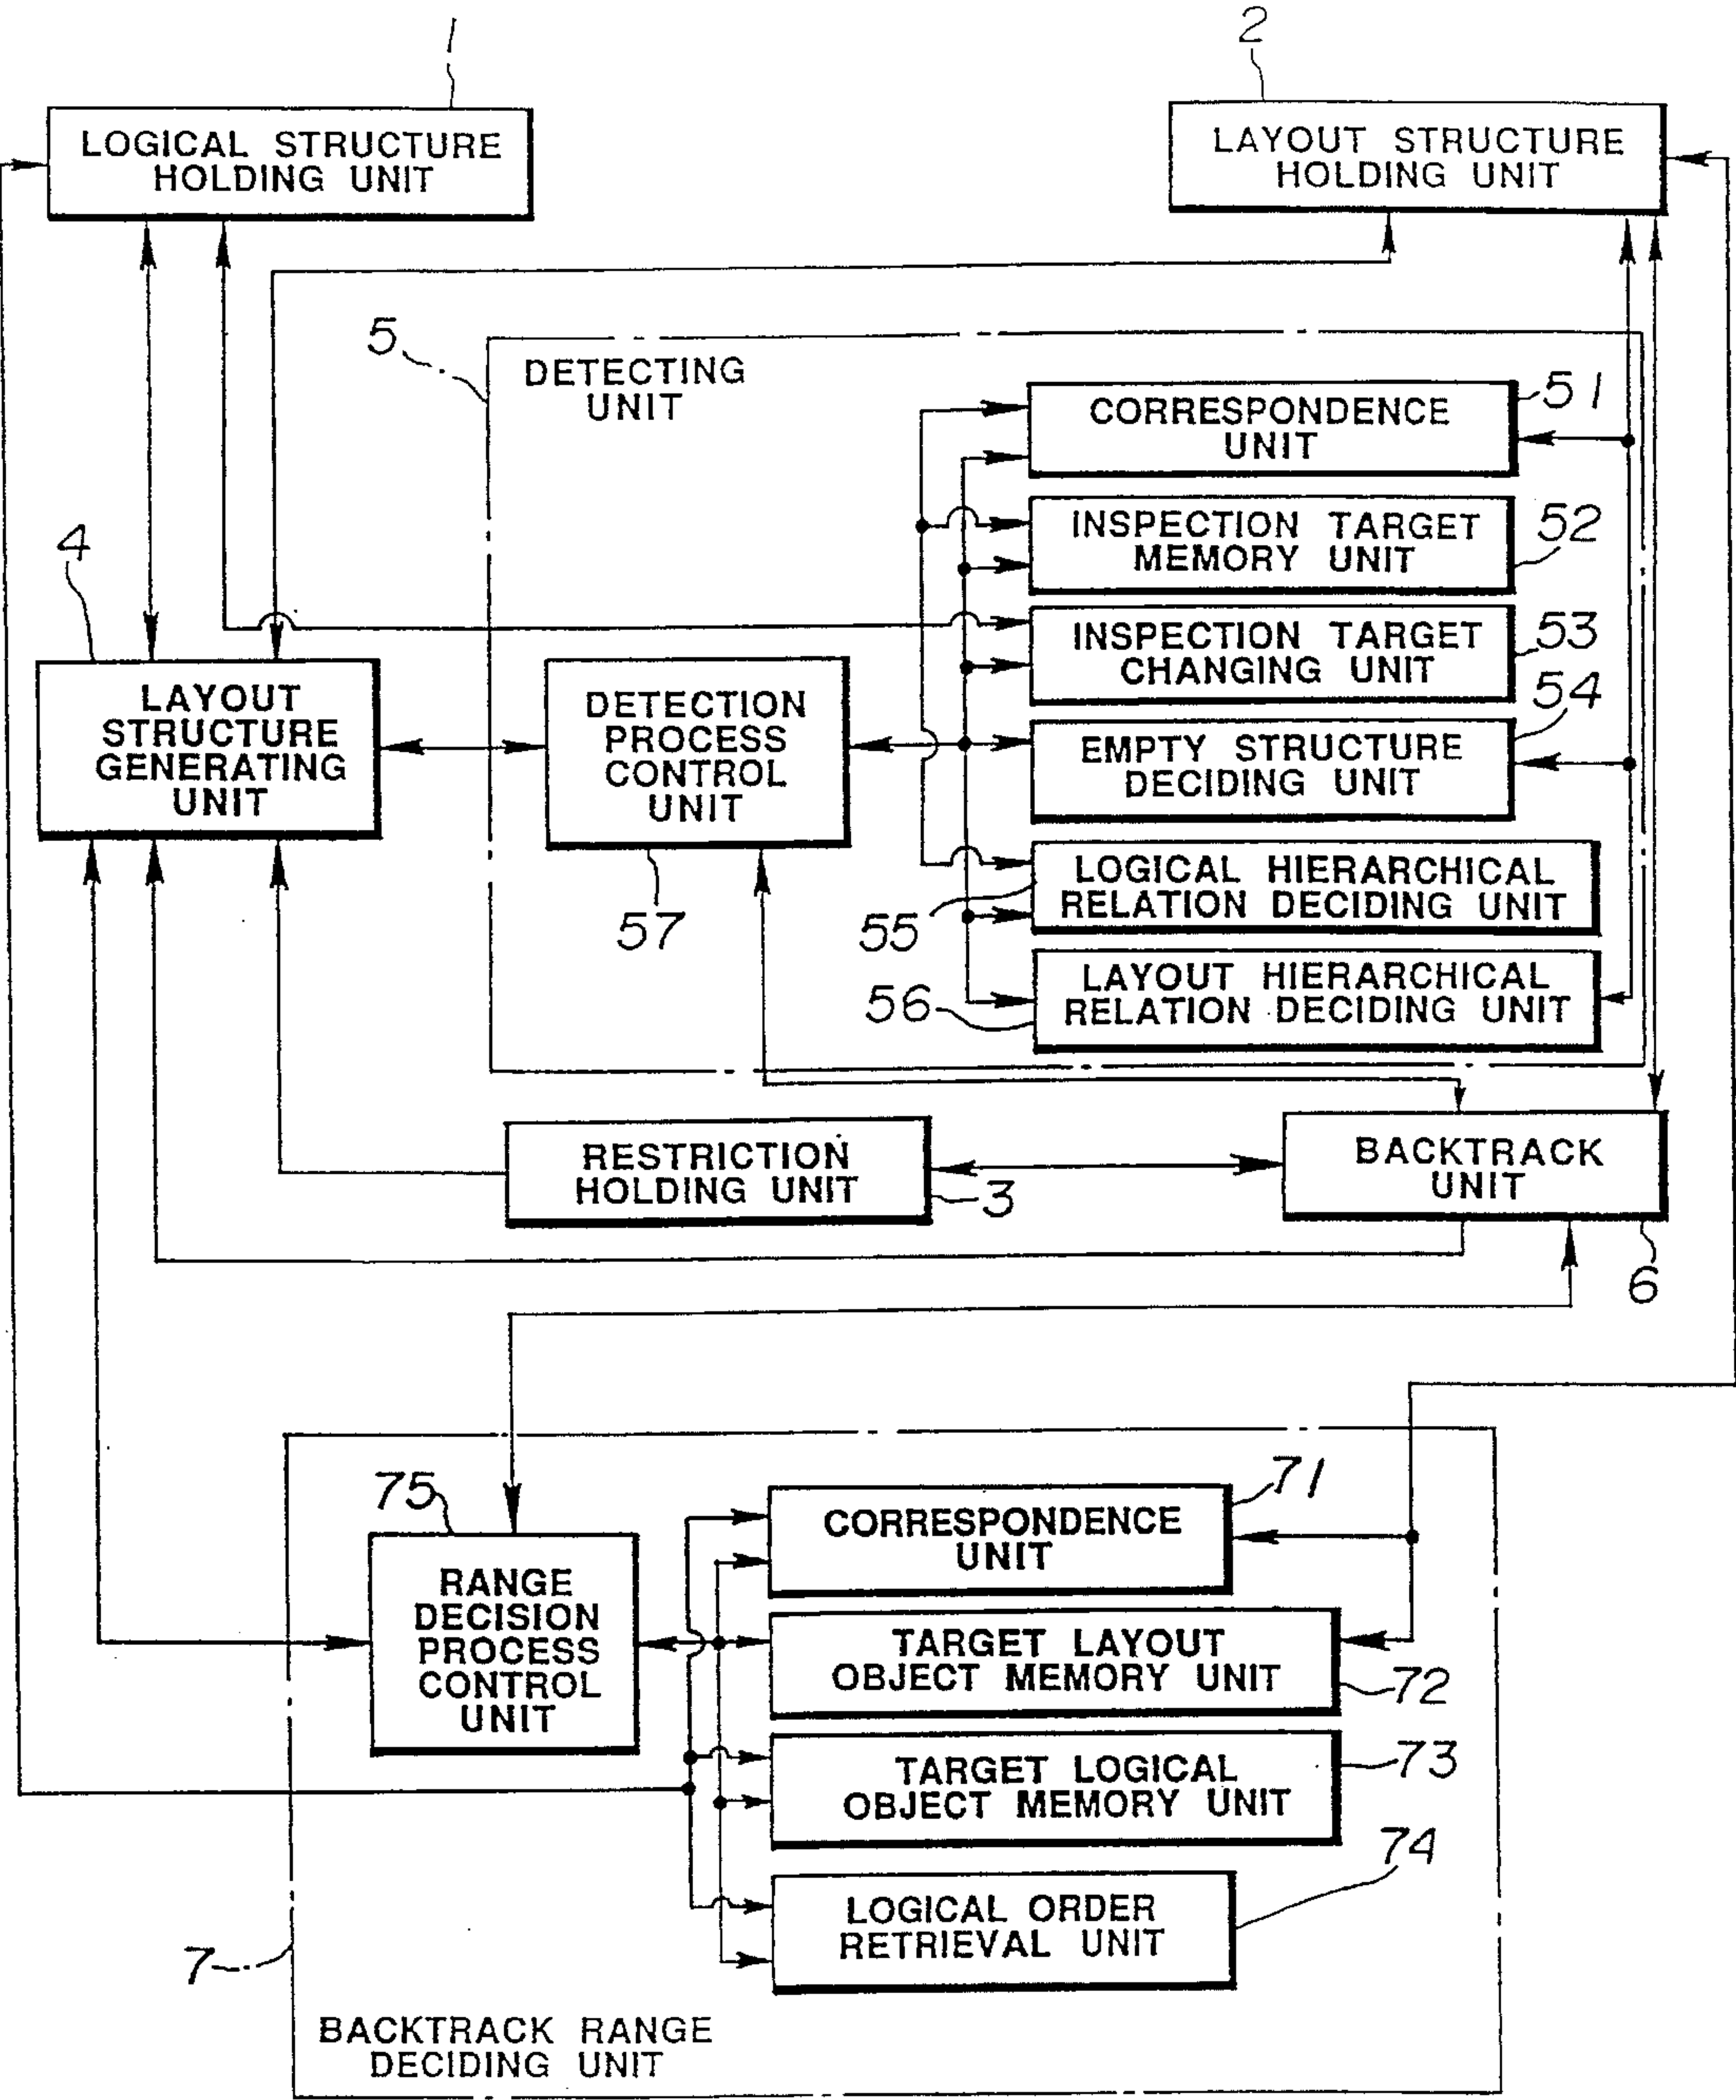 1
2
LOGICAL STRUCTURE
HOLDING UNIT
LAYOUT STRUCTURE
HOLDING UNIT
5
DETECTING
UNIT
51
CORRESPONDENCE
UNIT
52
INSPECTION TARGET
MEMORY UNIT
53
INSPECTION TARGET
CHANGING UNIT
4
LAYOUT
STRUCTURE
GENERATING
UNIT
DETECTION
PROCESS
CONTROL
UNIT
57
54
EMPTY STRUCTURE
DECIDING UNIT
LOGICAL HIERARCHICAL
RELATION DECIDING UNIT
55
LAYOUT HIERARCHICAL
RELATION DECIDING UNIT
56
RESTRICTION
HOLDING UNIT
3
BACKTRACK
UNIT
6
75
RANGE
DECISION
PROCESS
CONTROL
UNIT
71
CORRESPONDENCE
UNIT
TARGET LAYOUT
OBJECT MEMORY UNIT
72
TARGET LOGICAL
OBJECT MEMORY UNIT
73
74
LOGICAL ORDER
RETRIEVAL UNIT
7
BACKTRACK RANGE
DECIDING UNIT